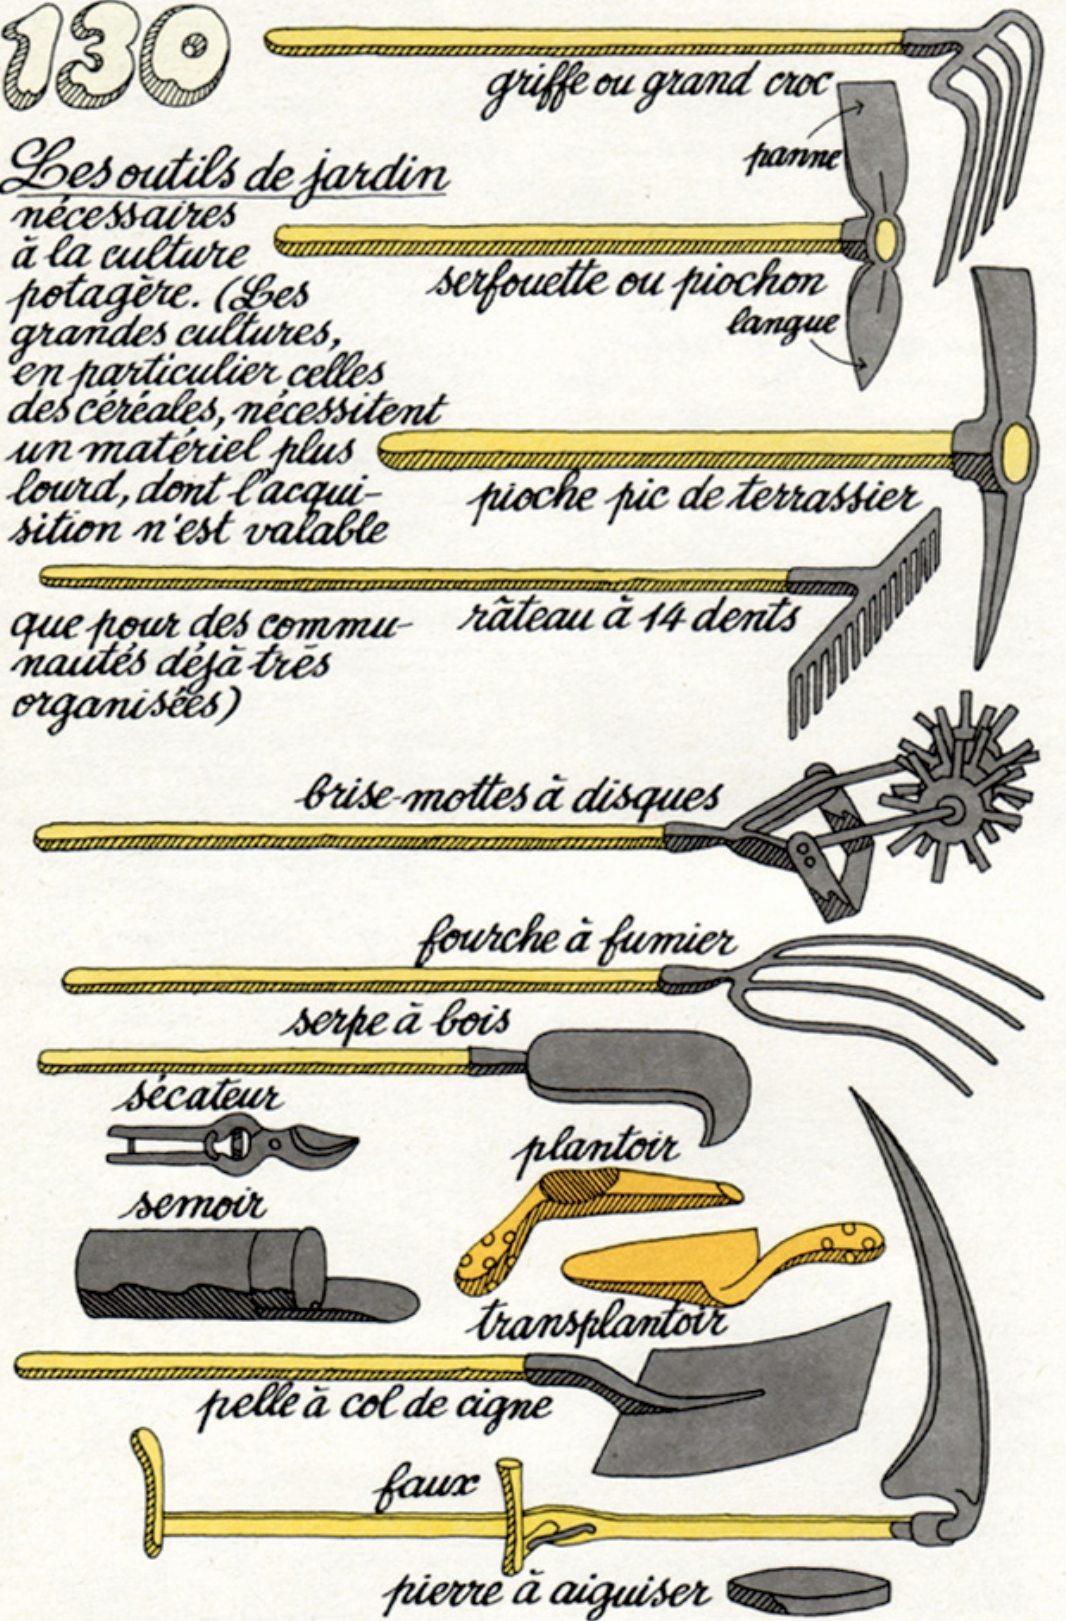 130
griffe ou grand croc
panne
Les outils de jardin
nécessaires
à la culture
potagère. (Les
grandes cultures,
en particulier celles
des céréales, nécessitent
un matériel plus
lourd, dont l'acqui-
sition n'est valable
que pour des commu-
nautés déjà très
organisées)
serfouette ou piochon
langue
pioche pic de terrassier
râteau à 14 dents
brise-mottes à disques
fourche à fumier
serpe à bois
sécateur
plantoir
semoir
transplantoir
pelle à col de cigne
faux
pierre à aiguiser